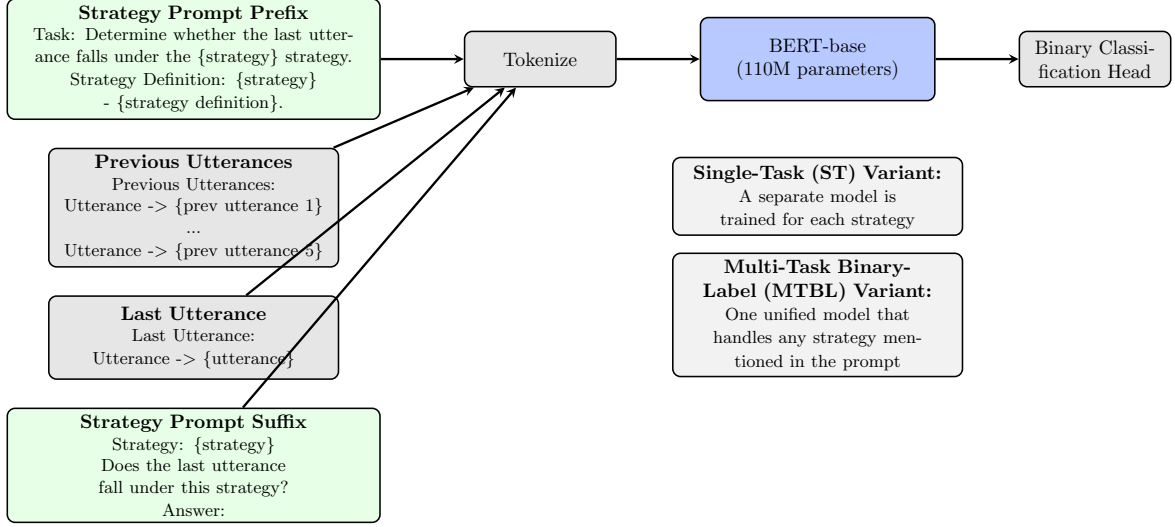 Strategy Prompt Prefix
Task: Determine whether the last utter-
ance falls under the {strategy} strategy.
Strategy Definition: {strategy}
- {strategy definition}.
Tokenize
BERT-base
(110M parameters)
Binary Classi-
fication Head
Previous Utterances
Previous Utterances:
Utterance -> {prev utterance 1}
...
Utterance -> {prev utterance 5}
Last Utterance
Last Utterance:
Utterance -> {utterance}
Strategy Prompt Suffix
Strategy: {strategy}
Does the last utterance
fall under this strategy?
Answer:
Single-Task (ST) Variant:
A separate model is
trained for each strategy
Multi-Task Binary-
Label (MTBL) Variant:
One unified model that
handles any strategy men-
tioned in the prompt